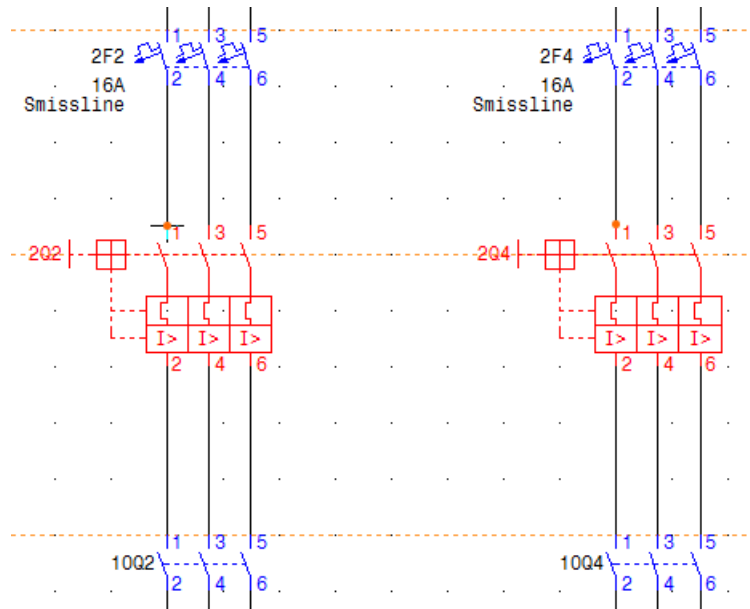 1 3 5 1 3 5
2F2 2F4
2 4 6 2 4 6
16A 16A
Smissline Smissline
1 3 5 1 3 5
2Q2 2Q4
I> I> I> I> I> I>
2 4 6 2 4 6
1 3 5 1 3 5
10Q2 10Q4
2 4 6 2 4 6